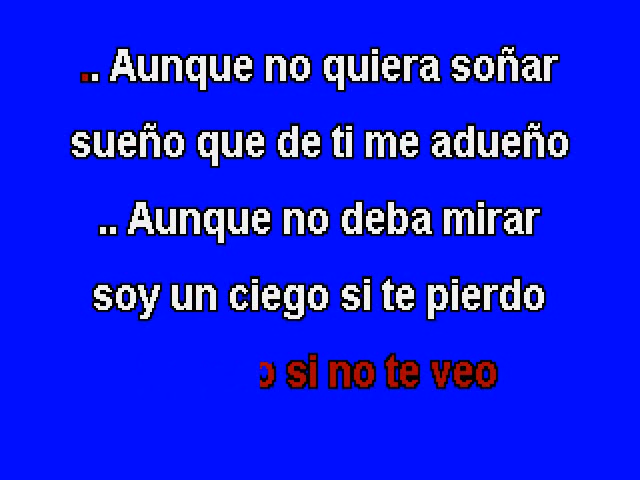 .. Aunque no quiera soñar
sueño que de ti me adueño
.. Aunque no deba mirar
soy un ciego si te pierdo
o si no te veo